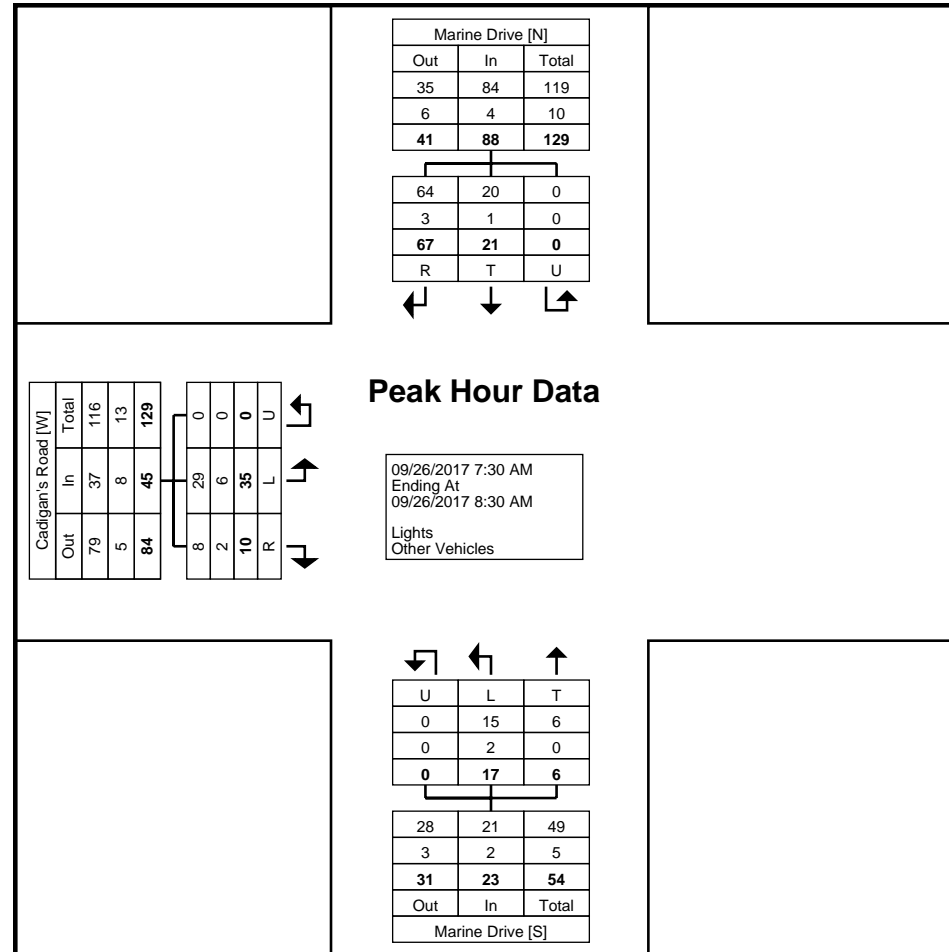 Marine Drive [N]
Out In Total
35 84 119
6 4 10
41 88 129
64 20 0
3 1 0
67 21 0
R T U
Peak Hour Data
Cadigan's Road [W]
Out In Total
79 37 116
5 8 13
84 45 129
8 29 0
2 6 0
10 35 0
R L U
09/26/2017 7:30 AM
Ending At
09/26/2017 8:30 AM
Lights
Other Vehicles
U L T
0 15 6
0 2 0
0 17 6
28 21 49
3 2 5
31 23 54
Out In Total
Marine Drive [S]